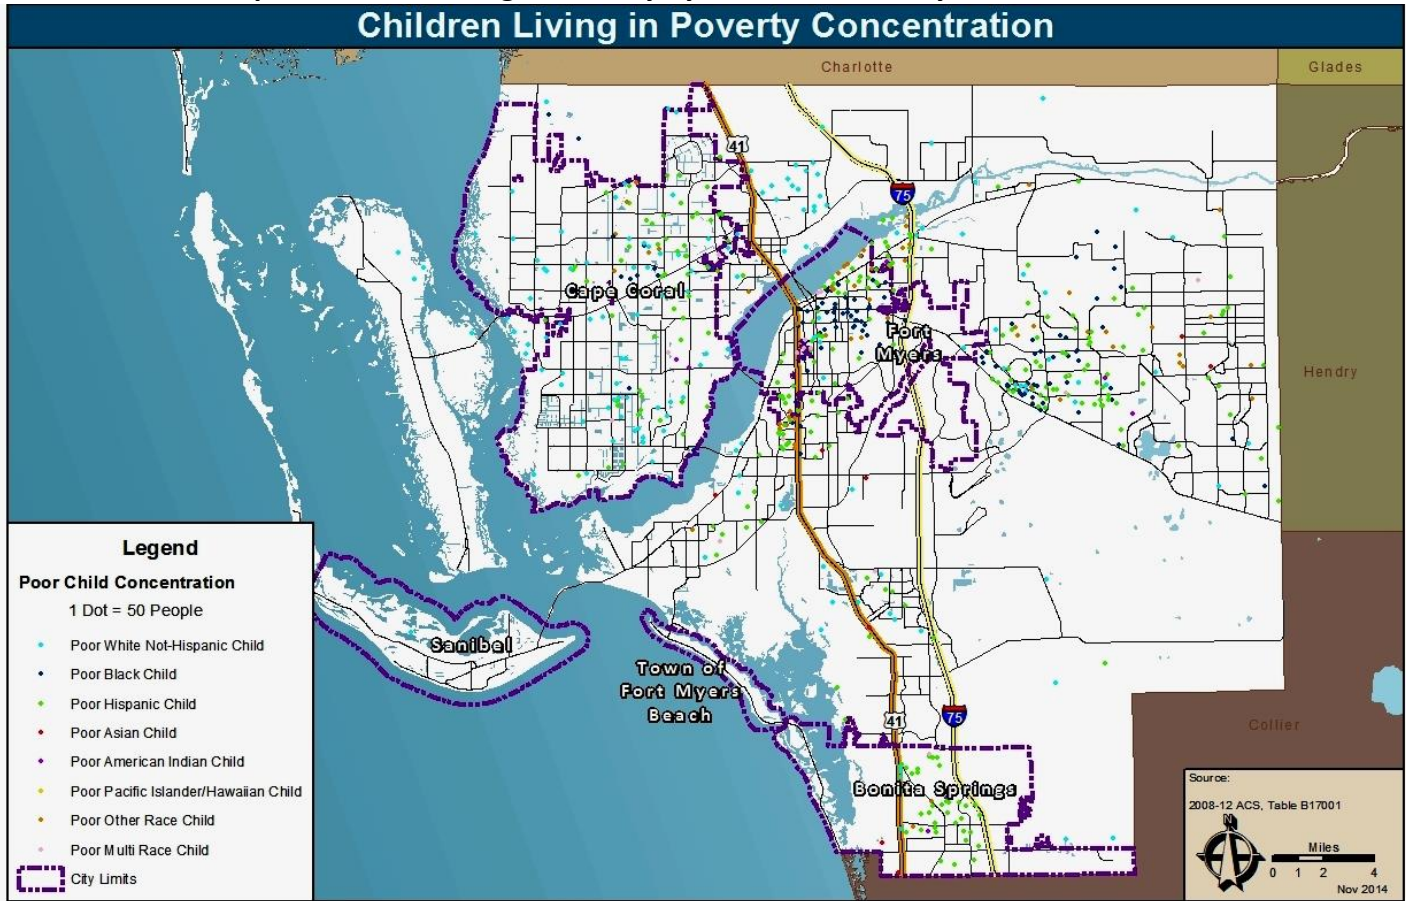 Children Living in Poverty Concentration
Charlotte
Glades
41
75
Cape Coral
Fort
Myers
Hendry
Legend
Poor Child Concentration
1 Dot = 50 People
Poor White Not-Hispanic Child
Poor Black Child
Poor Hispanic Child
Poor Asian Child
Poor American Indian Child
Poor Pacific Islander/Hawaiian Child
Poor Other Race Child
Poor Multi Race Child
City Limits
Sanibel
Town of
Fort Myers
Beach
41
75
Collier
Bonita Springs
Source:
2008-12 ACS, Table B17001
N
Miles
0 1 2 4
Nov 2014